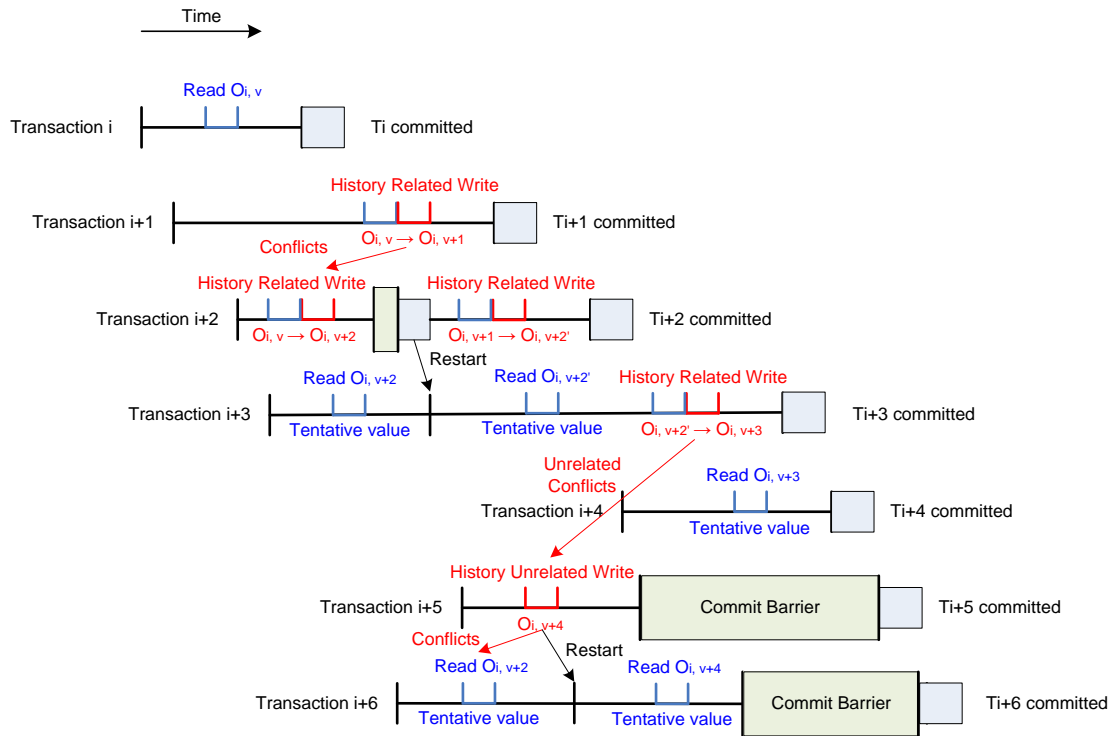 Time
Read Oi, v
Transaction i
Ti committed
History Related Write
Transaction i+1
Ti+1 committed
Oi, v → Oi, v+1
Conflicts
History Related Write
History Related Write
Transaction i+2
Ti+2 committed
Oi, v → Oi, v+2
Oi, v+1 → Oi, v+2'
Restart
Read Oi, v+2
Read Oi, v+2'
History Related Write
Transaction i+3
Ti+3 committed
Tentative value
Tentative value
Oi, v+2' → Oi, v+3
Unrelated
Conflicts
Read Oi, v+3
Transaction i+4
Ti+4 committed
Tentative value
History Unrelated Write
Transaction i+5
Commit Barrier
Ti+5 committed
Oi, v+4
Conflicts
Restart
Read Oi, v+2
Read Oi, v+4
Transaction i+6
Commit Barrier
Ti+6 committed
Tentative value
Tentative value